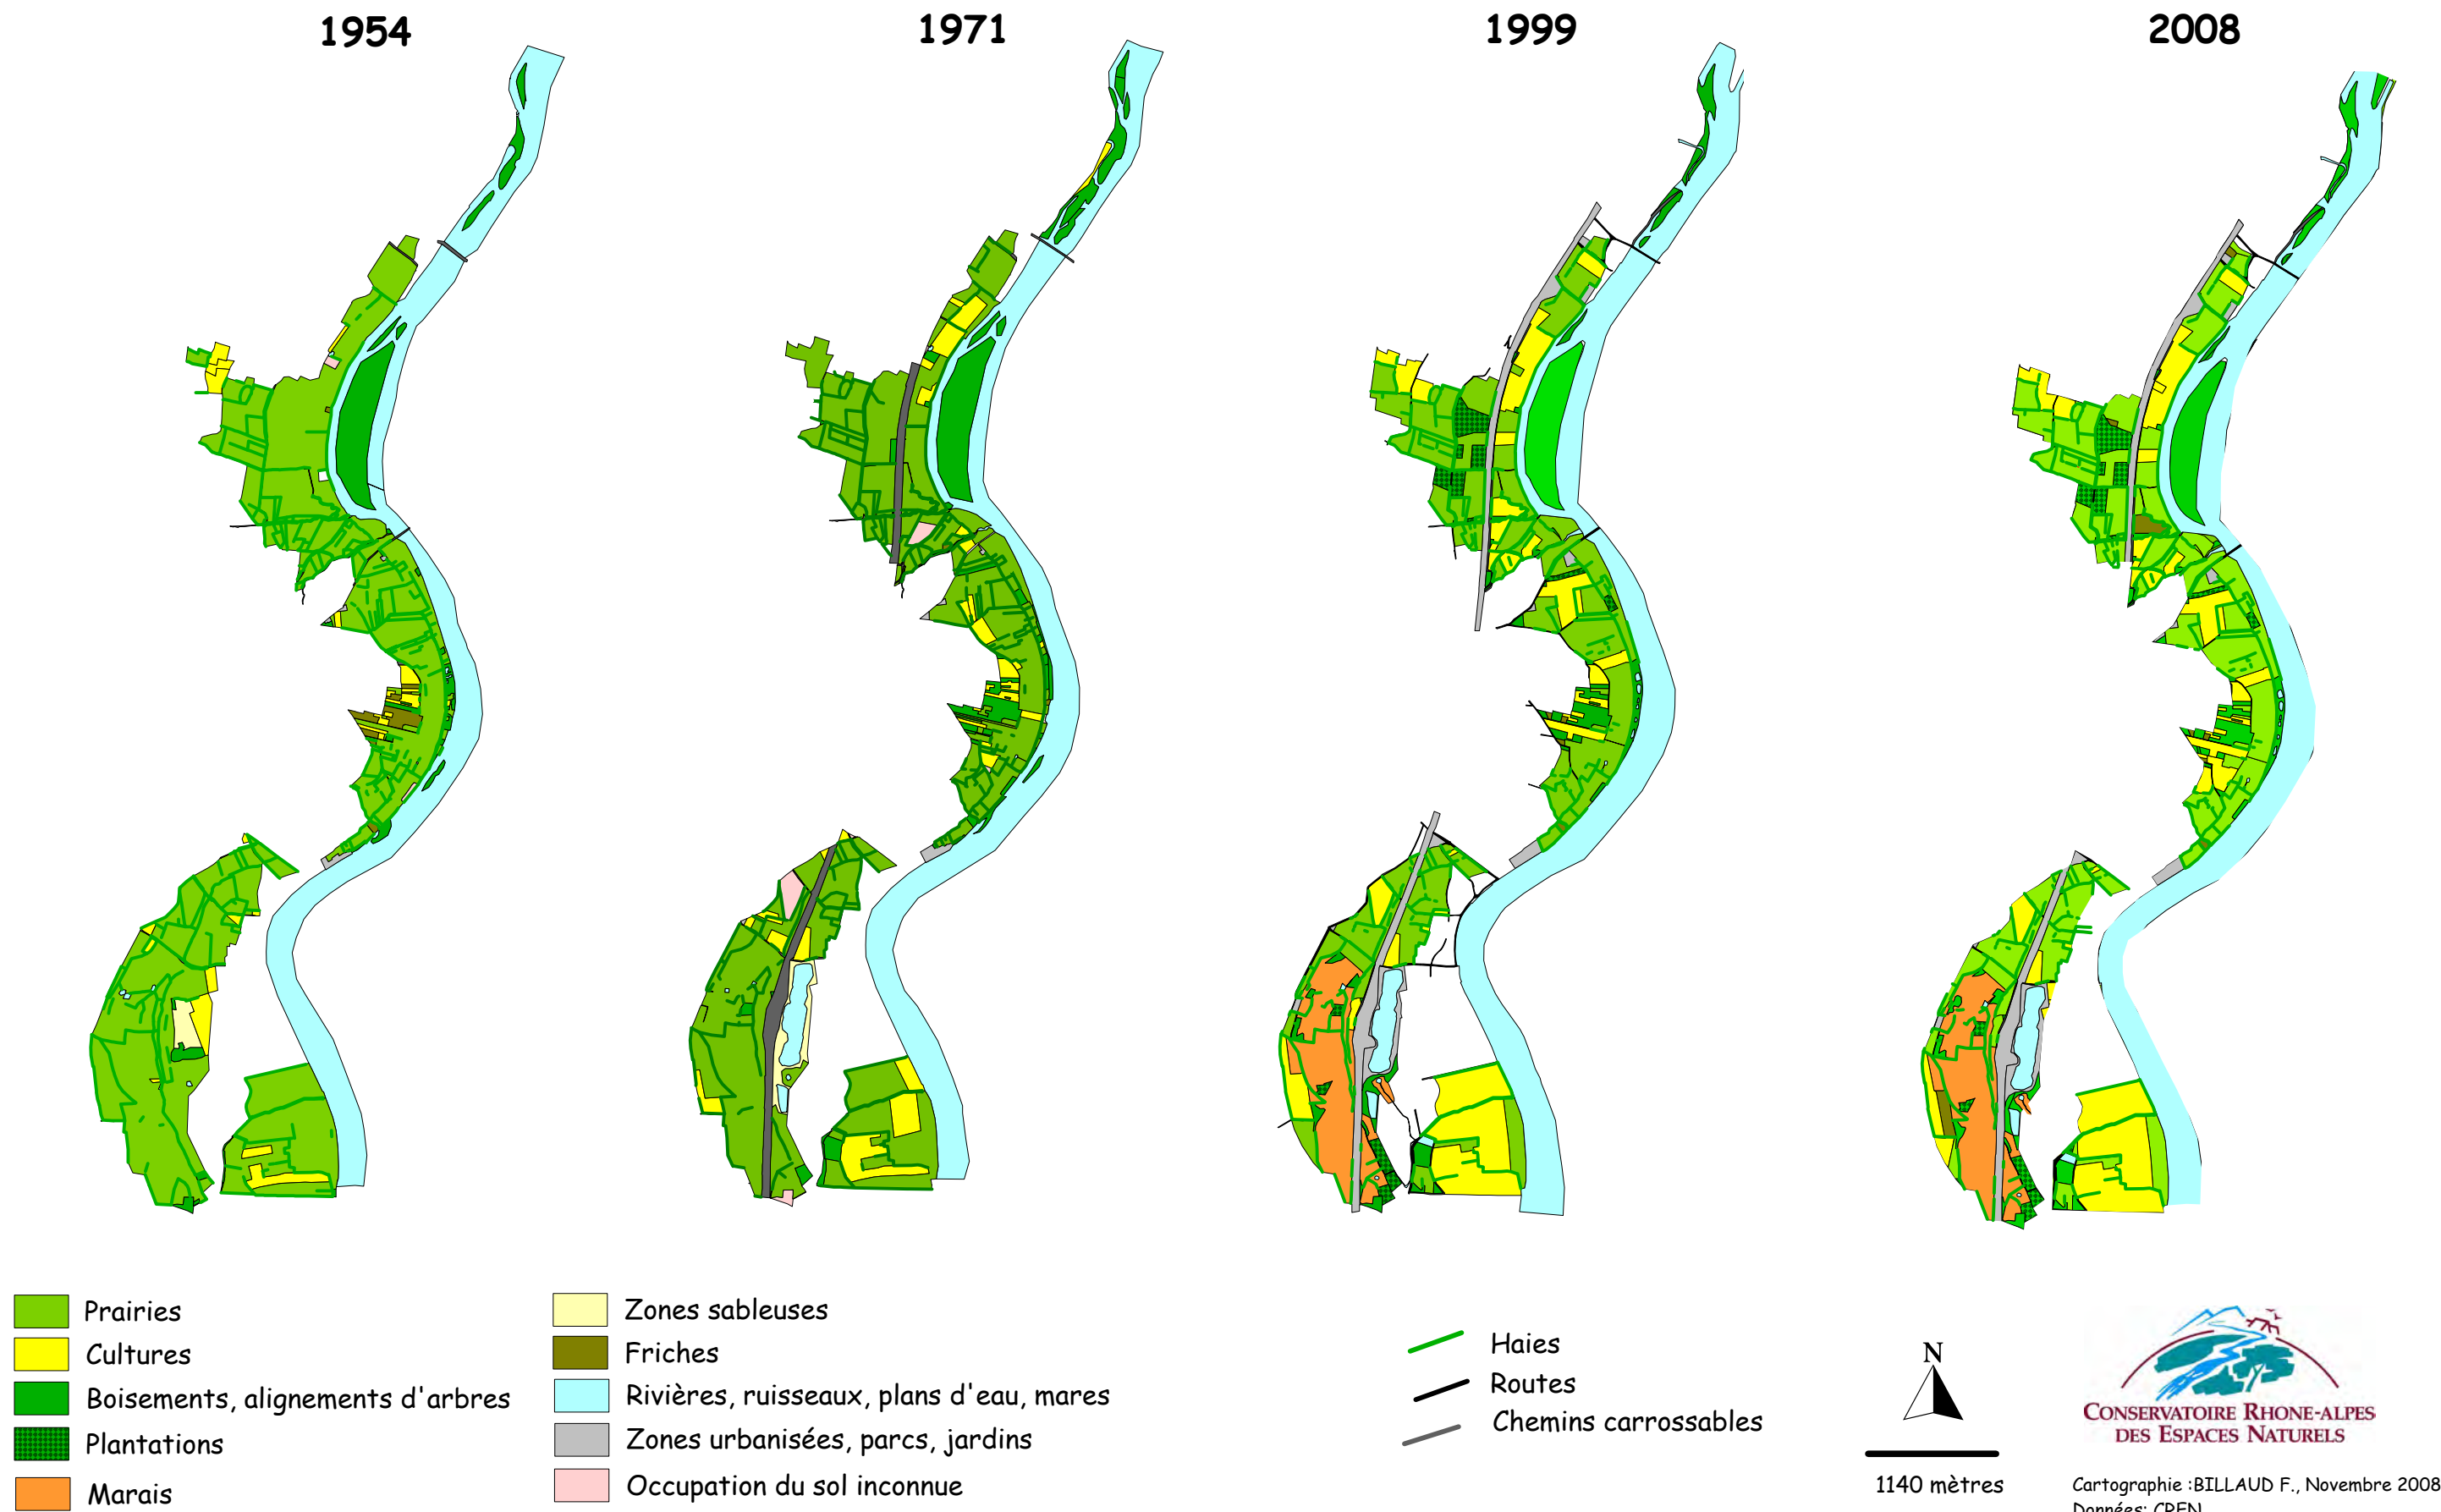 1954
1971
1999
2008
Prairies
Cultures
Boisements, alignements d'arbres
Plantations
Marais
Zones sableuses
Friches
Rivières, ruisseaux, plans d'eau, mares
Zones urbanisées, parcs, jardins
Occupation du sol inconnue
Haies
Routes
Chemins carrossables
N
1140 mètres
CONSERVATOIRE RHONE-ALPES
DES ESPACES NATURELS
Cartographie :BILLAUD F., Novembre 2008
Données: CREN